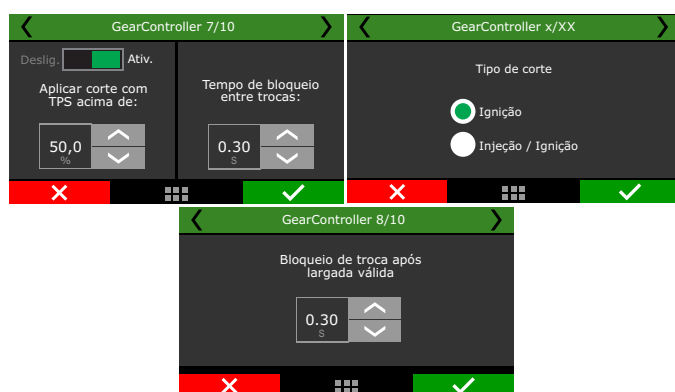 GearController 7/10
Deslig.
Ativ.
Aplicar corte com
TPS acima de:
50,0
%
Tempo de bloqueio
entre trocas:
0.30
S
GearController x/XX
Tipo de corte
Ignição
Injeção / Ignição
GearController 8/10
Bloqueio de troca após
largada válida
0.30
S